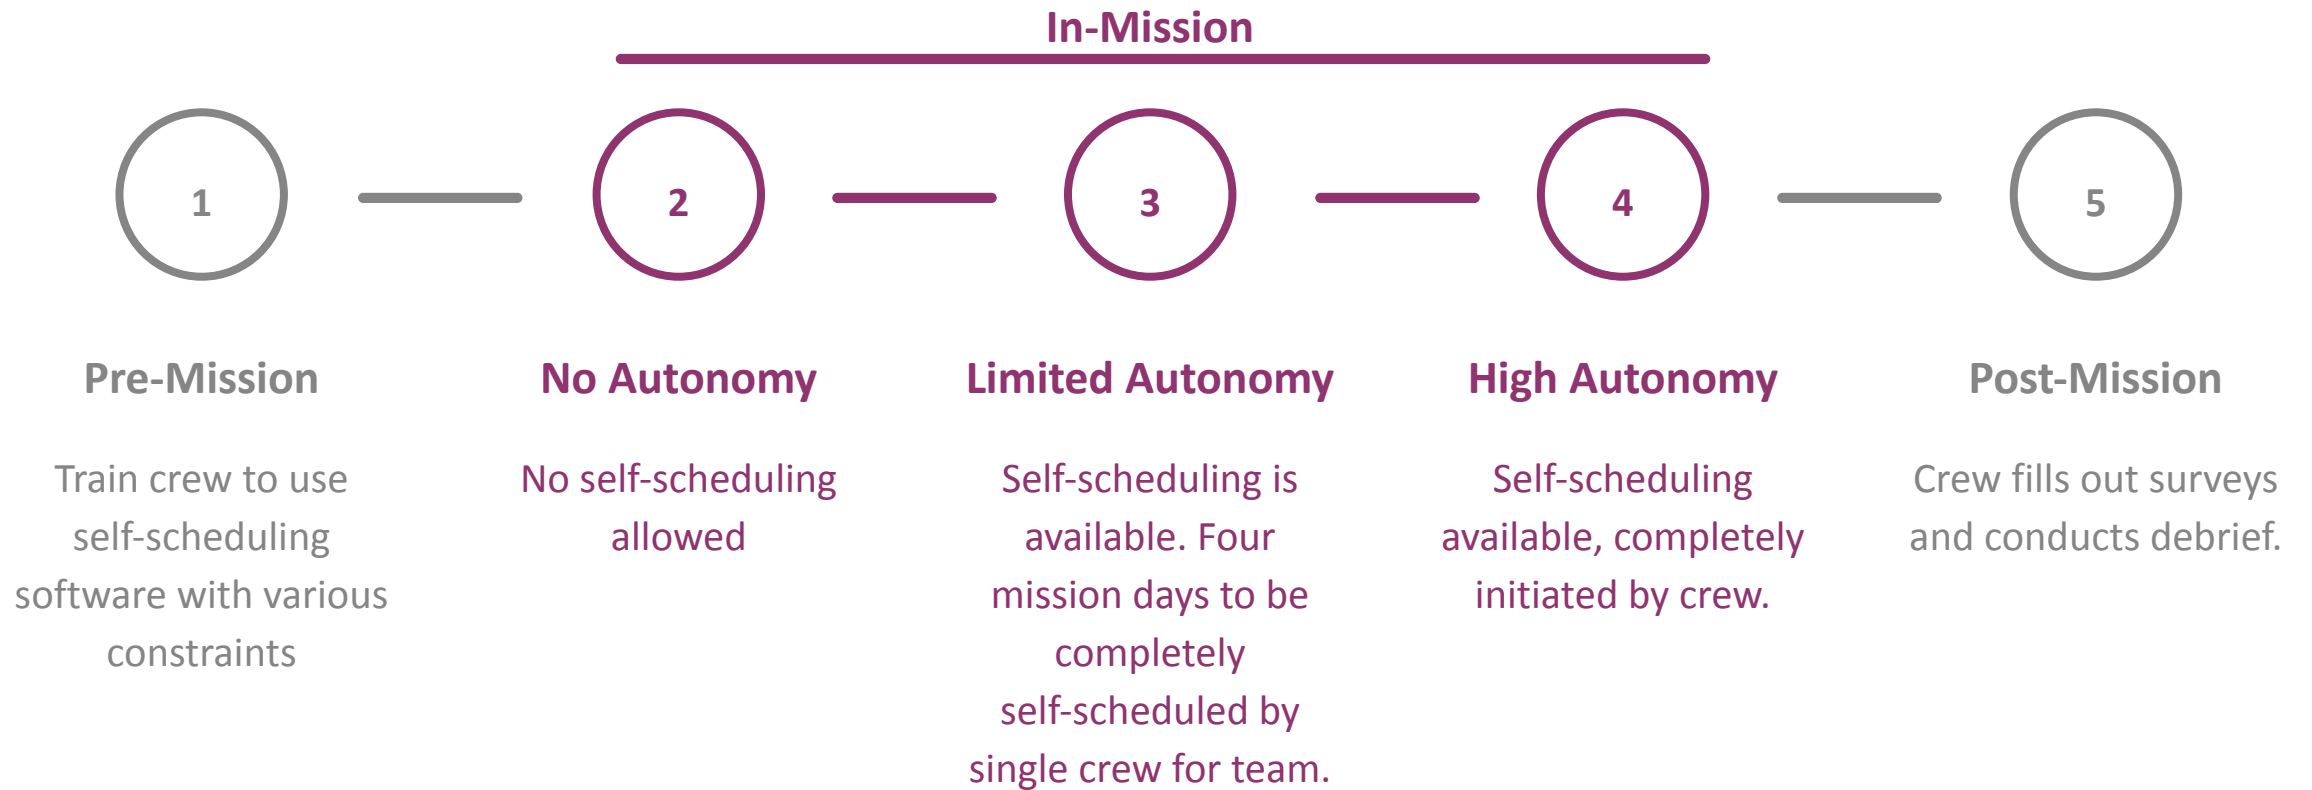 In-Mission
1
2
3
4
5
Pre-Mission
No Autonomy
Limited Autonomy
High Autonomy
Post-Mission
Train crew to use
self-scheduling
software with various
constraints
No self-scheduling
allowed
Self-scheduling is
available. Four
mission days to be
completely
self-scheduled by
single crew for team.
Self-scheduling
available, completely
initiated by crew.
Crew fills out surveys
and conducts debrief.